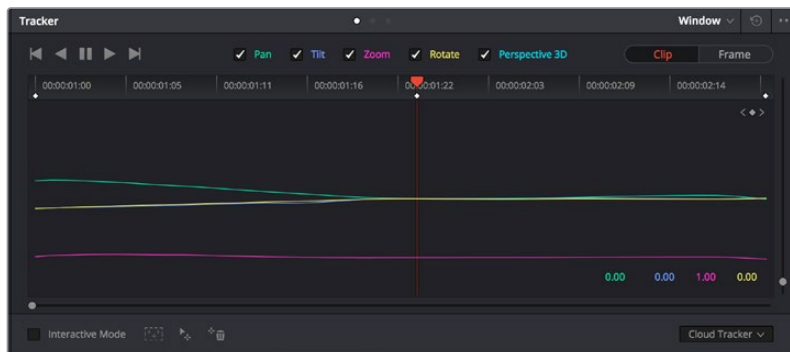 Tracker
Window
Pan Tilt Zoom Rotate Perspective 3D
Clip Frame
00:00:01:00 00:00:01:05 00:00:01:11 00:00:01:16 00:00:01:22 00:00:02:03 00:00:02:09 00:00:02:14
0.00 0.00 1.00 0.00
Interactive Mode
Cloud Tracker